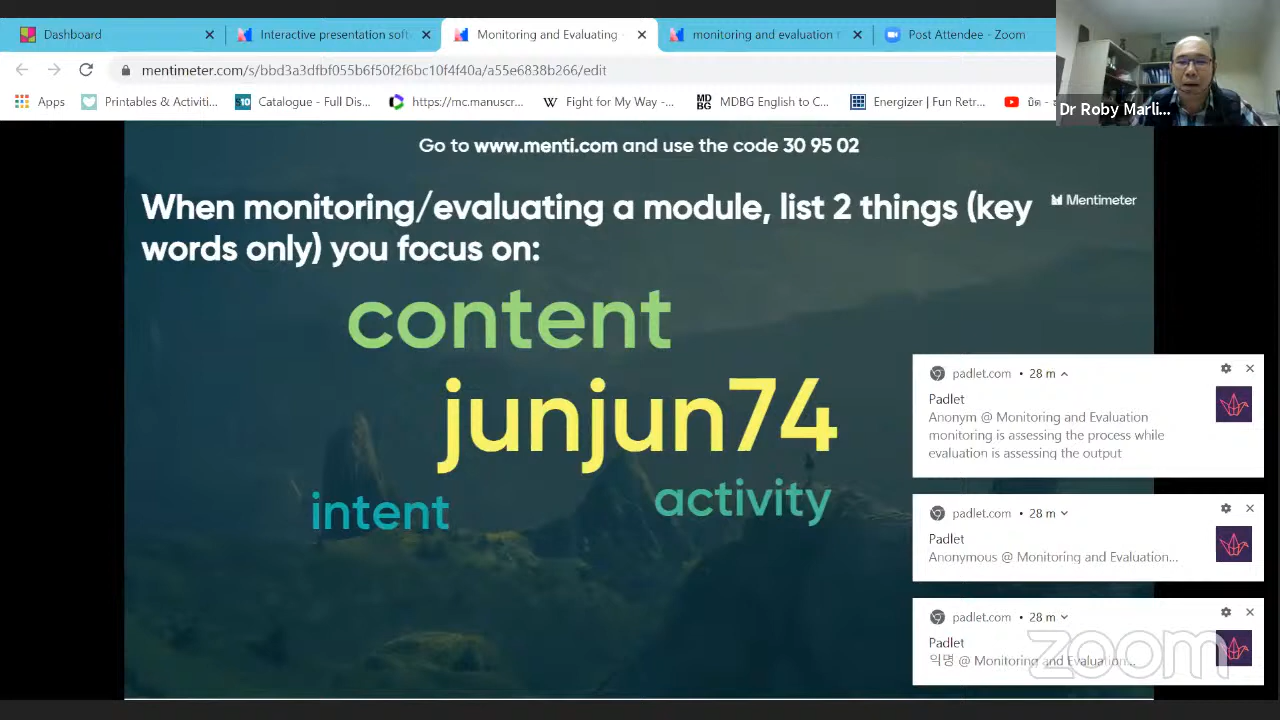 Dashboard
Interactive presentation soft
Monitoring and Evaluating -
monitoring and evaluation t
Post Attendee - Zoom
mentimeter.com/s/bbd3a3dfbf055b6f50f2f6bc10f4f40a/a55e6838b266/edit
Apps
Printables & Activiti...
S10
Catalogue - Full Dis...
https://mc.manuscr...
W
Fight for My Way -...
MD
BG
MDBG English to C...
Energizer | Fun Retr...
Dr Roby Marli...
Go to www.menti.com and use the code 30 95 02
When monitoring/evaluating a module, list 2 things (key
words only) you focus on:
Mentimeter
content
junjun74
intent
activity
padlet.com • 28 m
Padlet
Anonym @ Monitoring and Evaluation
monitoring is assessing the process while
evaluation is assessing the output
padlet.com • 28 m
Padlet
Anonymous @ Monitoring and Evaluation...
padlet.com • 28 m
Padlet
익명 @ Monitoring and Evaluation...
zoom